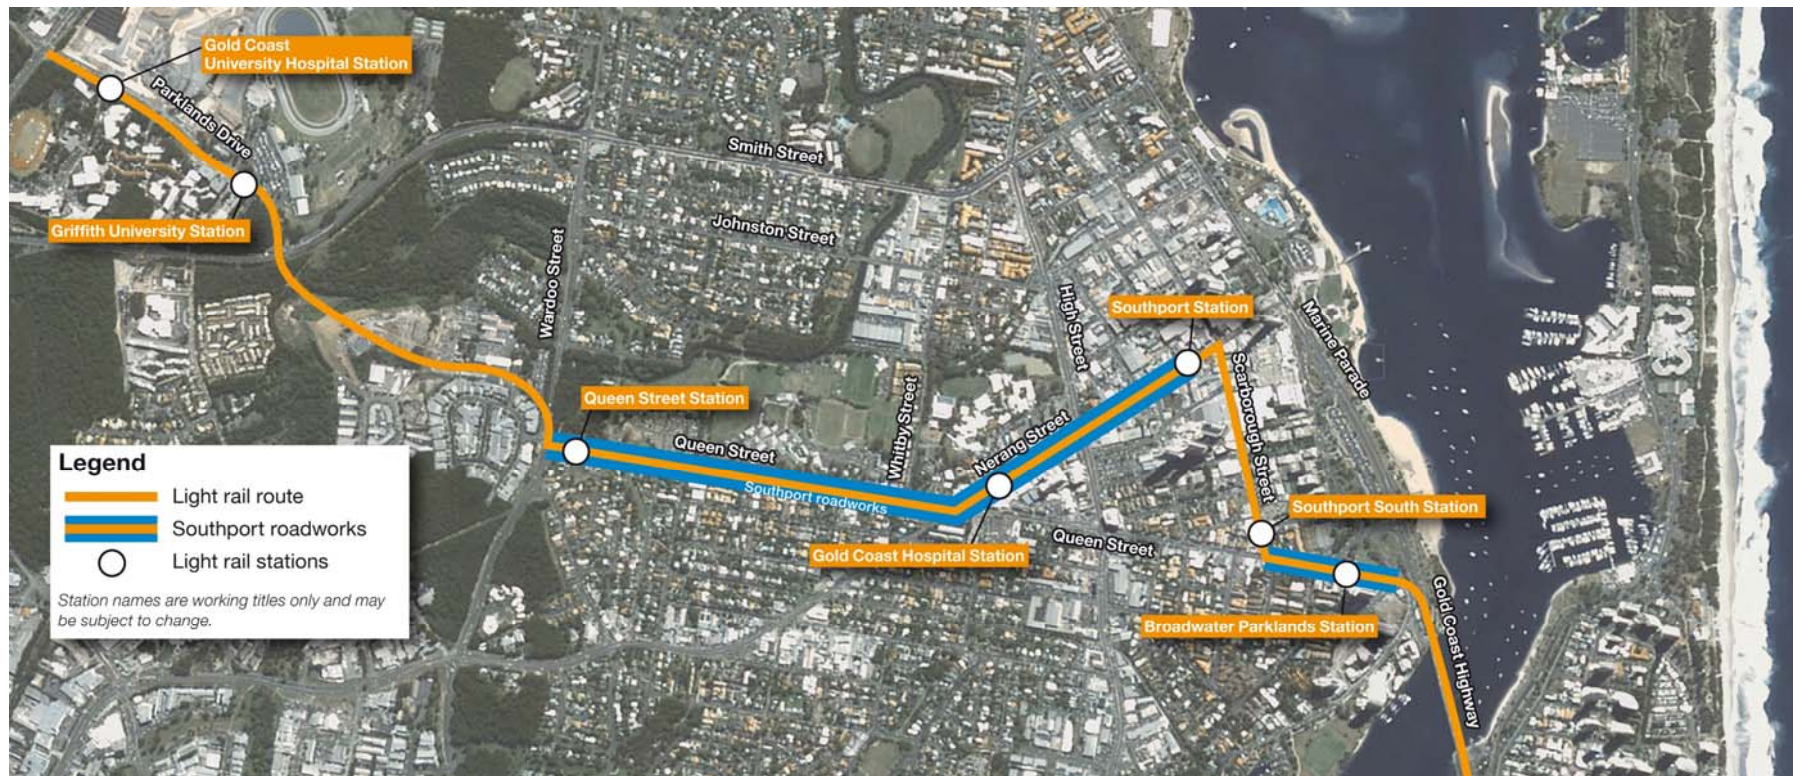 Gold Coast
University Hospital Station
Parklands Drive
Smith Street
Griffith University Station
Johnston Street
Wardoo Street
High Street
Southport Station
Marine Parade
Scarborough Street
Queen Street Station
Queen Street
Whitby Street
Nerang Street
Southport roadworks
Southport South Station
Queen Street
Gold Coast Hospital Station
Broadwater Parklands Station
Gold Coast Highway
Legend
Light rail route
Southport roadworks
Light rail stations
Station names are working titles only and may
be subject to change.